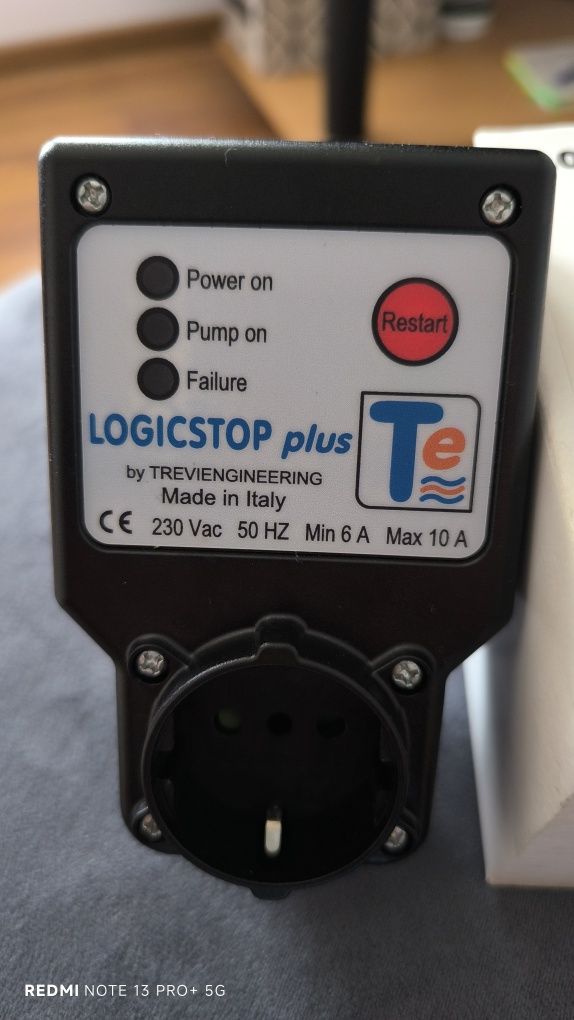 Power on
Pump on
Failure
Restart
LOGICSTOP plus
Te
by TREVIENGINEERING
Made in Italy
CE 230 Vac 50 HZ Min 6 A Max 10 A
REDMI NOTE 13 PRO+ 5G